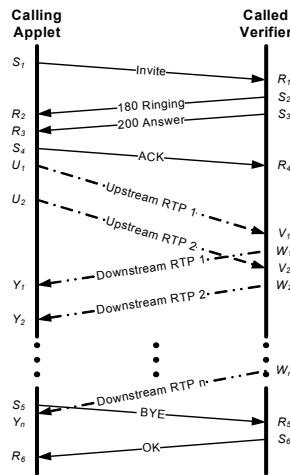 Calling Applet
Called Verifier
S1
Invite
R1
S2
180 Ringing
R2
S3
200 Answer
R3
S4
ACK
R4
U1
Upstream RTP 1
V1
U2
Upstream RTP 2
V2
W1
Downstream RTP 1
Y1
W2
Downstream RTP 2
Y2
Wn
Downstream RTP n
Yn
S5
BYE
R5
S6
OK
R6